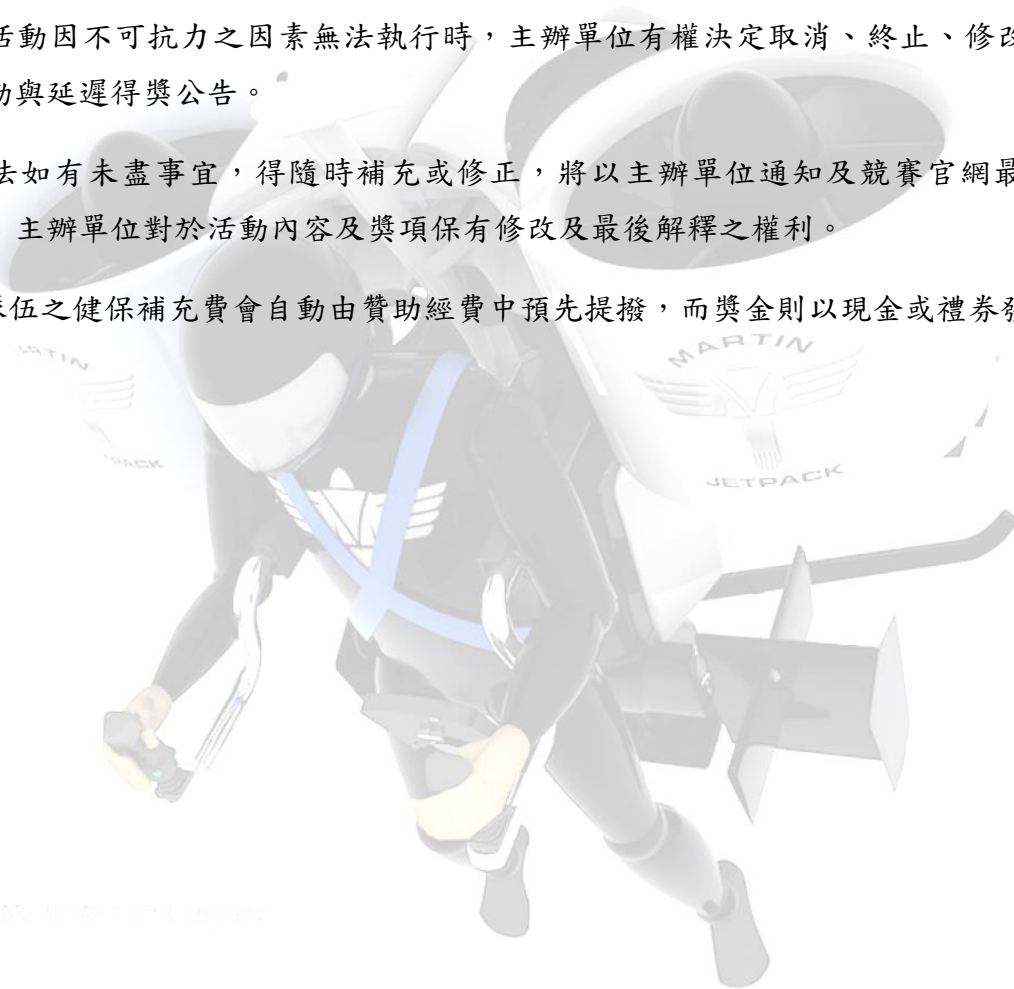 活動因不可抗力之因素無法執行時，主辦單位有權決定取消、終止、修改
動與延遲得獎公告。
法如有未盡事宜，得隨時補充或修正，將以主辦單位通知及競賽官網最
主辦單位對於活動內容及獎項保有修改及最後解釋之權利。
伍之健保補充費會自動由贊助經費中預先提撥，而獎金則以現金或禮券發
MARTIN
MARTIN
JETPACK